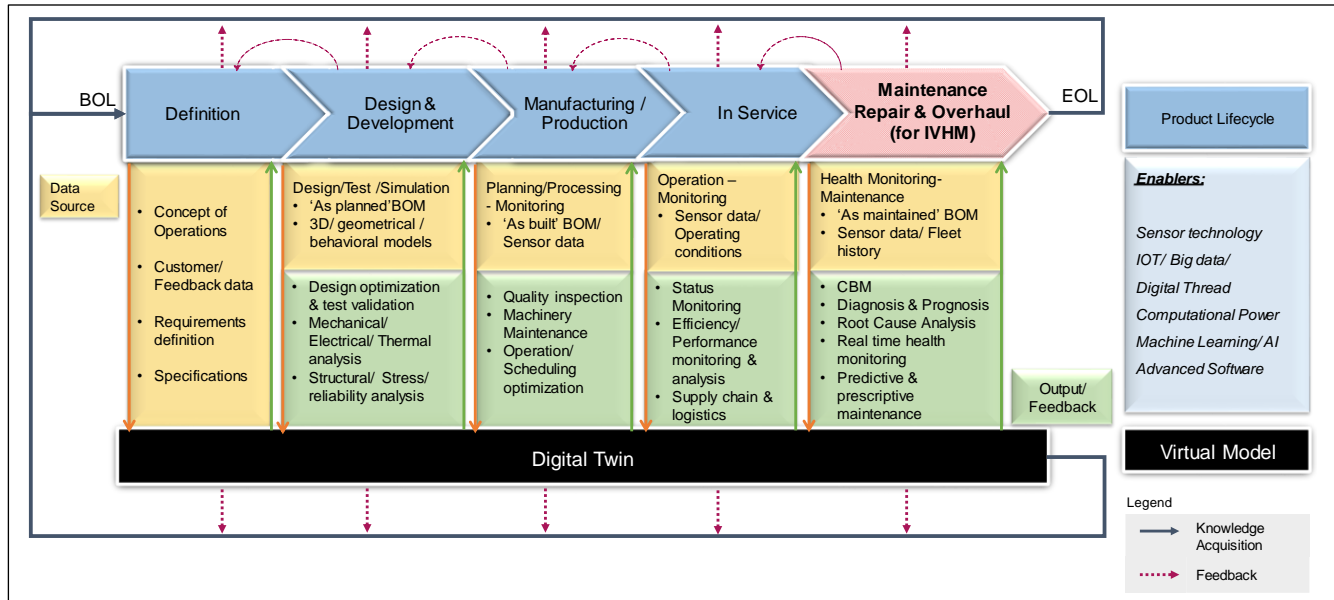 BOL
Definition
Design &
Development
Manufacturing /
Production
In Service
Maintenance
Repair & Overhaul
(for IVHM)
EOL
Product Lifecycle
Data
Source
• Concept of
Operations
• Customer/
Feedback data
• Requirements
definition
• Specifications
Design/Test /Simulation
• ‘As planned’BOM
• 3D/ geometrical /
behavioral models
• Design optimization
& test validation
• Mechanical/
Electrical/ Thermal
analysis
• Structural/ Stress/
reliability analysis
Planning/Processing
- Monitoring
• ‘As built’ BOM/
Sensor data
• Quality inspection
• Machinery
Maintenance
• Operation/
Scheduling
optimization
Operation –
Monitoring
• Sensor data/
Operating
conditions
• Status
Monitoring
• Efficiency/
Performance
monitoring &
analysis
• Supply chain &
logistics
Health Monitoring-
Maintenance
• ‘As maintained’ BOM
• Sensor data/ Fleet
history
• CBM
• Diagnosis & Prognosis
• Root Cause Analysis
• Real time health
monitoring
• Predictive &
prescriptive
maintenance
Output/
Feedback
Enablers:
Sensor technology
IOT/ Big data/
Digital Thread
Computational Power
Machine Learning/ AI
Advanced Software
Digital Twin
Virtual Model
Legend
Knowledge
Acquisition
Feedback